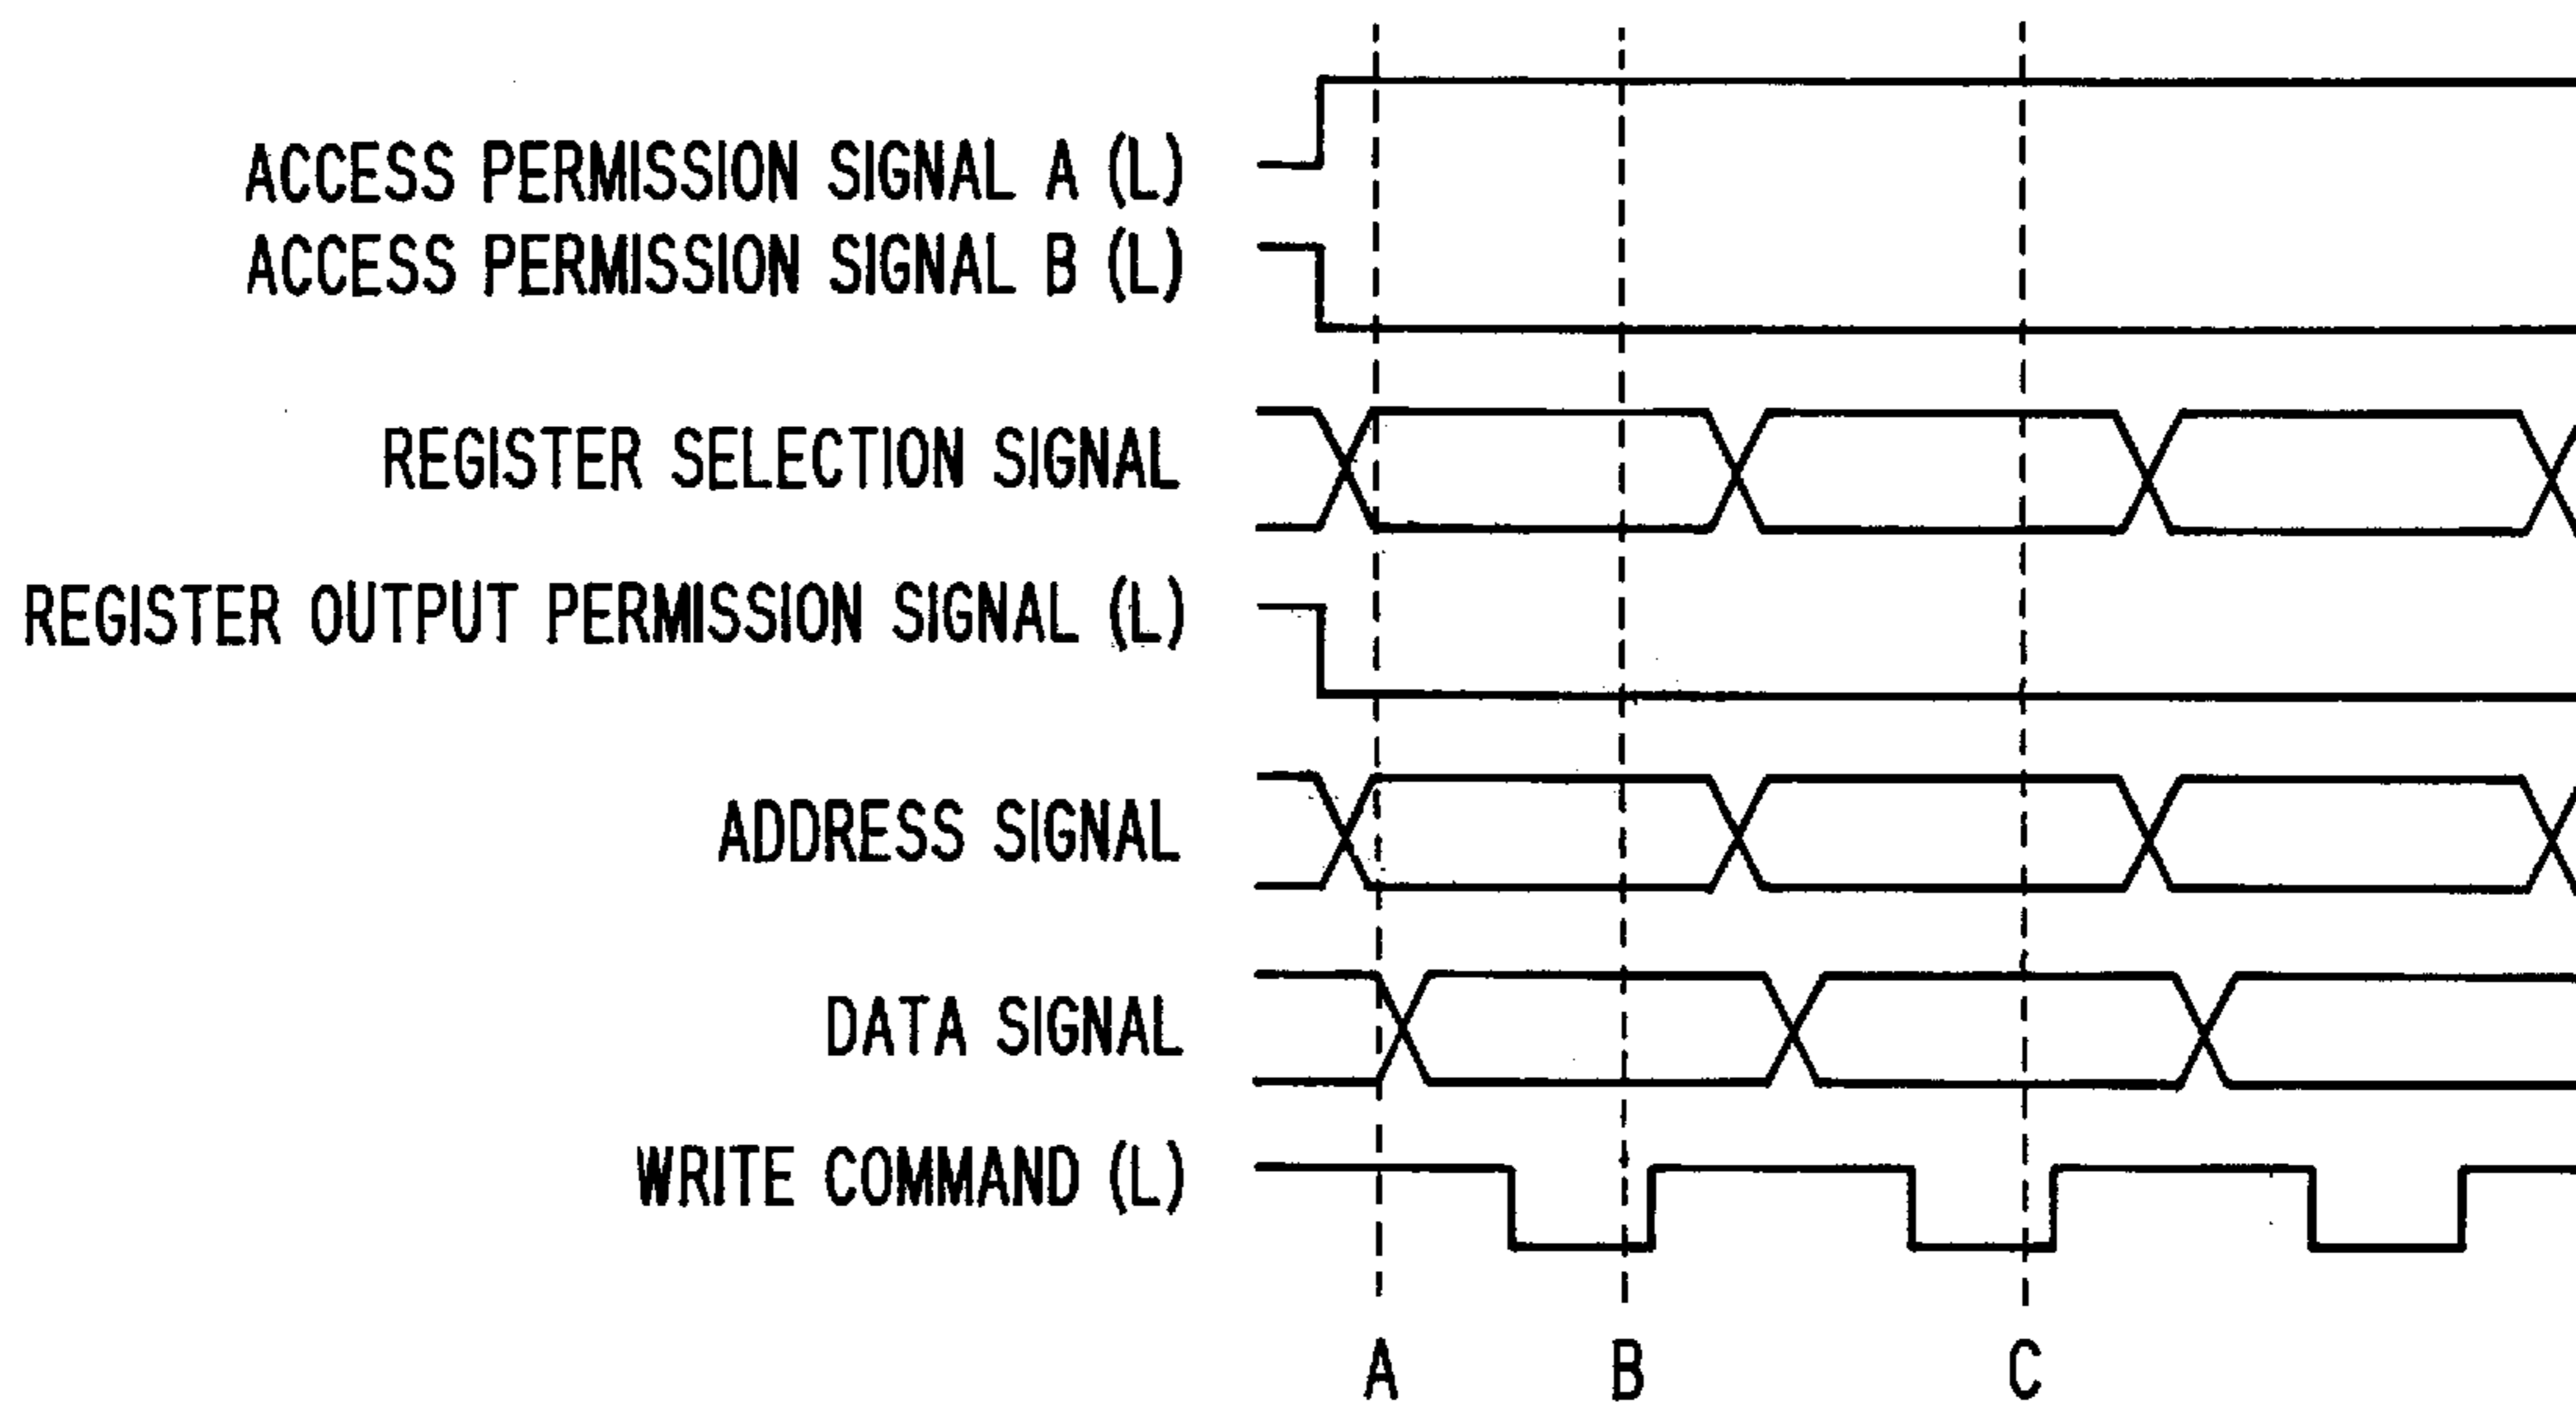 ACCESS PERMISSION SIGNAL A (L)
ACCESS PERMISSION SIGNAL B (L)
REGISTER SELECTION SIGNAL
REGISTER OUTPUT PERMISSION SIGNAL (L)
ADDRESS SIGNAL
DATA SIGNAL
WRITE COMMAND (L)
A B C